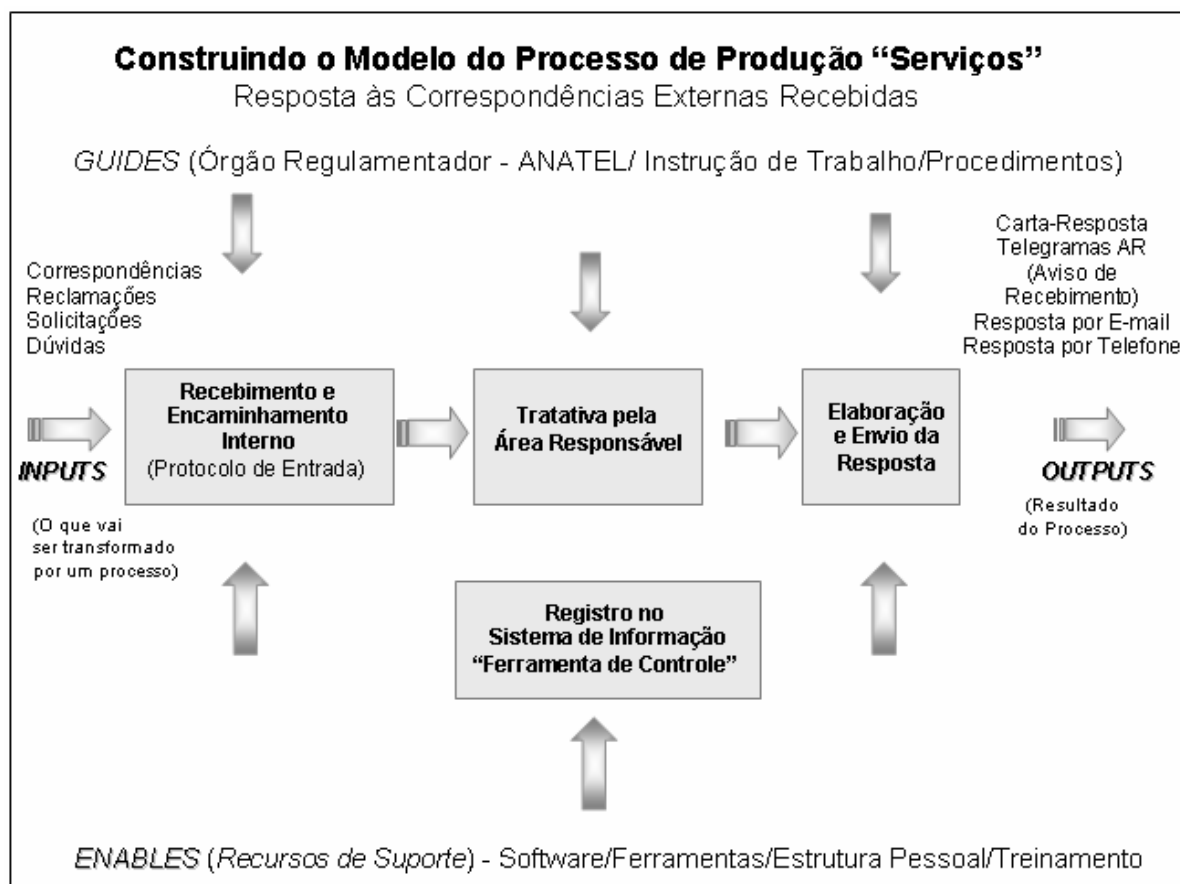 Construindo o Modelo do Processo de Produção “Serviços”
Resposta às Correspondências Externas Recebidas
GUIDES (Órgão Regulamentador - ANATEL/ Instrução de Trabalho/Procedimentos)
Correspondências
Reclamações
Solicitações
Dúvidas
Carta-Resposta
Telegramas AR
(Aviso de
Recebimento)
Resposta por E-mail
Resposta por Telefone
INPUTS
(O que vai
ser transformado
por um processo)
Recebimento e
Encaminhamento
Interno
(Protocolo de Entrada)
Tratativa pela
Área Responsável
Elaboração
e Envio da
Resposta
OUTPUTS
(Resultado
do Processo)
Registro no
Sistema de Informação
“Ferramenta de Controle”
ENABLES (Recursos de Suporte) - Software/Ferramentas/Estrutura Pessoal/Treinamento